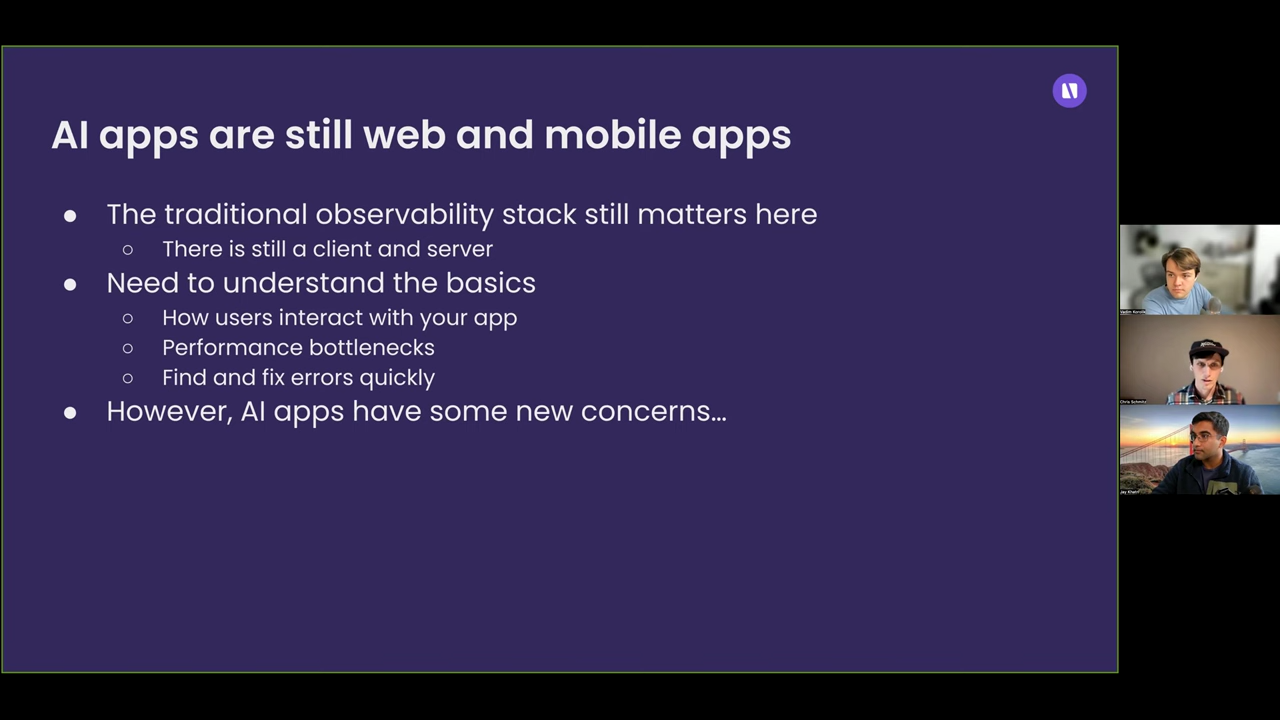 AI apps are still web and mobile apps
● The traditional observability stack still matters here
○ There is still a client and server
● Need to understand the basics
○ How users interact with your app
○ Performance bottlenecks
○ Find and fix errors quickly
● However, AI apps have some new concerns...
Chris Schmitz